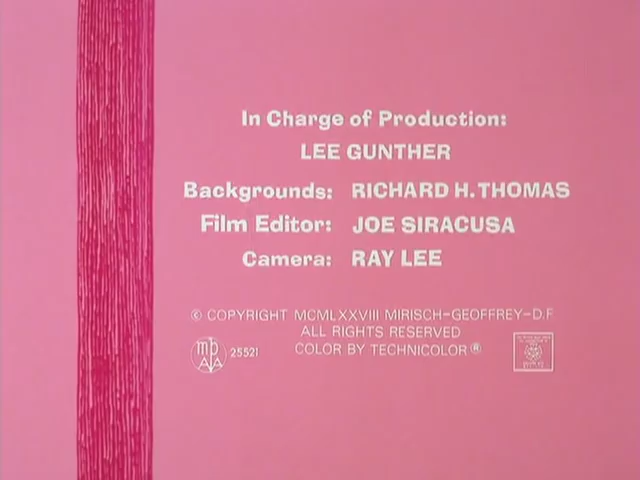 In Charge of Production:
LEE GUNTHER
Backgrounds: RICHARD H. THOMAS
Film Editor: JOE SIRACUSA
Camera: RAY LEE
© COPYRIGHT MCMLXXVIII MIRISCH-GEOFFREY-D.F.
ALL RIGHTS RESERVED
COLOR BY TECHNICOLOR®
mpAA 25521